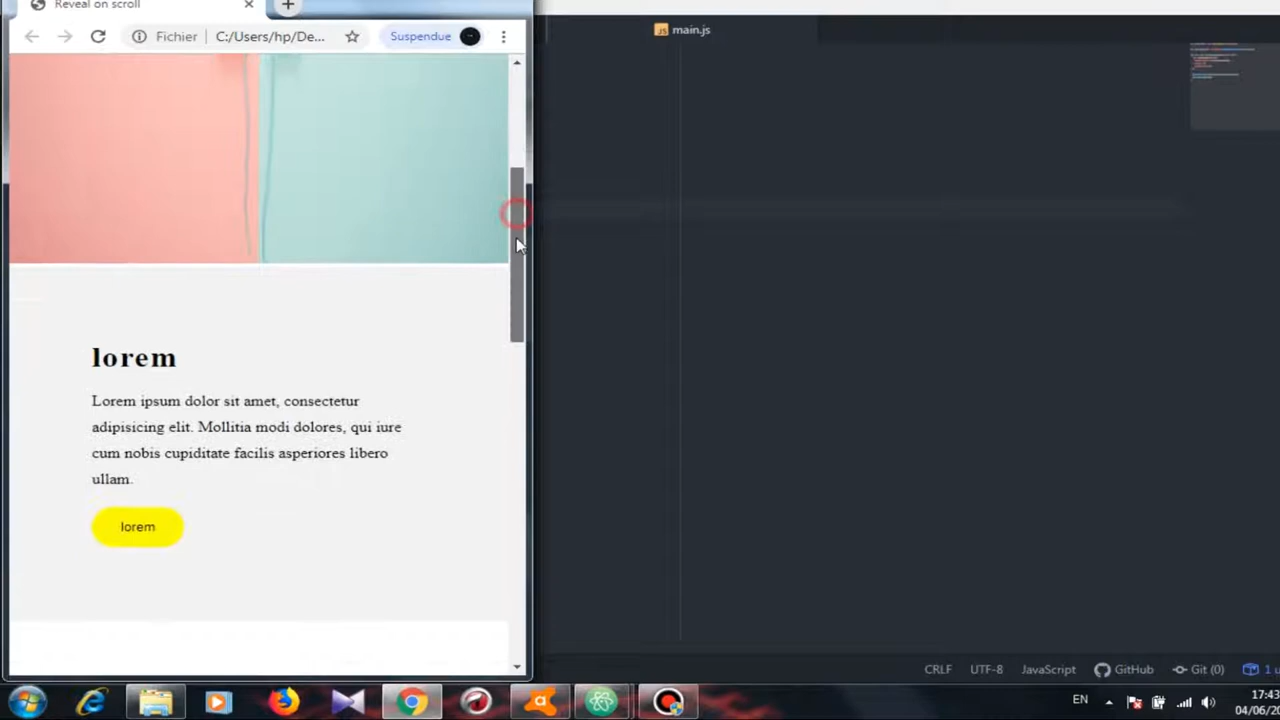 Reveal on scroll
main.js
Fichier
C:/Users/hp/De...
Suspendue
lorem
Lorem ipsum dolor sit amet, consectetur
adipisicing elit. Mollitia modi dolores, qui iure
cum nobis cupiditate facilis asperiores libero
ullam.
lorem
CRLF
UTF-8
JavaScript
GitHub
Git (0)
1 u
EN
17:43
04/06/20